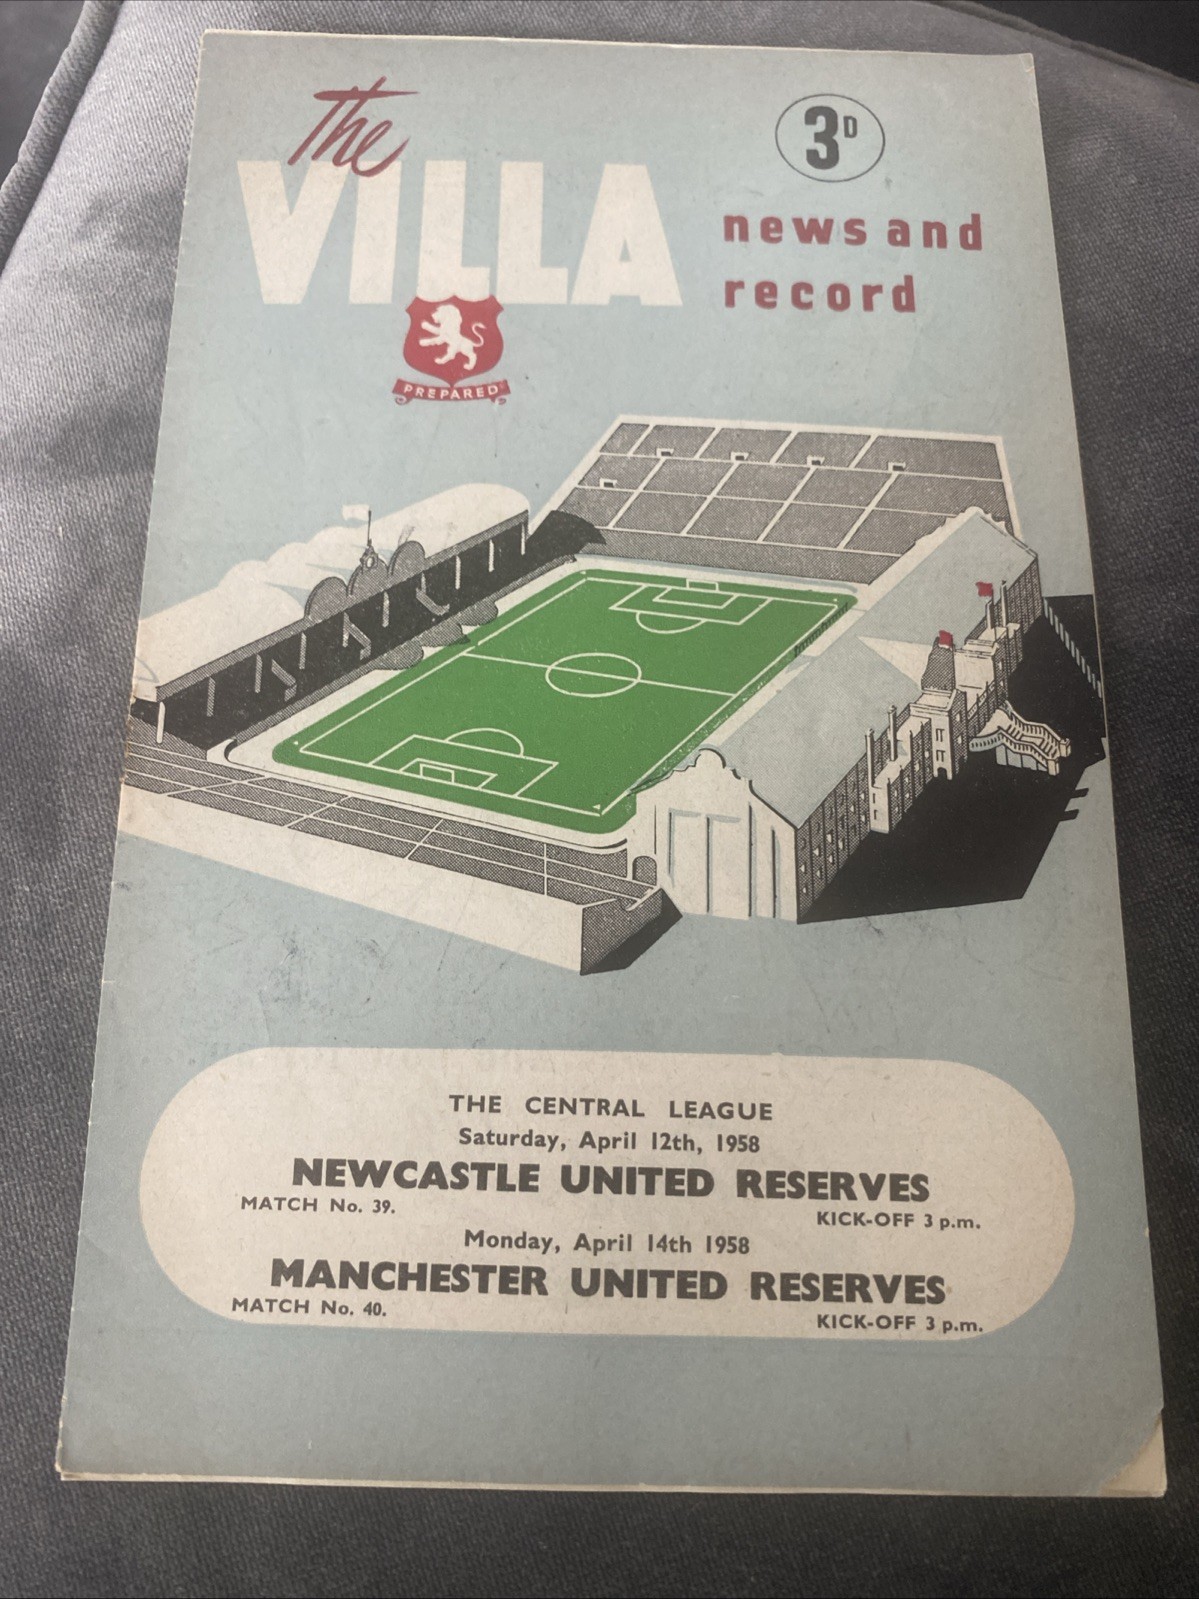 The
VILLA
3D
news and
record
PREPARED
THE CENTRAL LEAGUE
Saturday, April 12th, 1958
NEWCASTLE UNITED RESERVES
MATCH No. 39.
KICK-OFF 3 p.m.
Monday, April 14th 1958
MANCHESTER UNITED RESERVES
MATCH No. 40.
KICK-OFF 3 p.m.